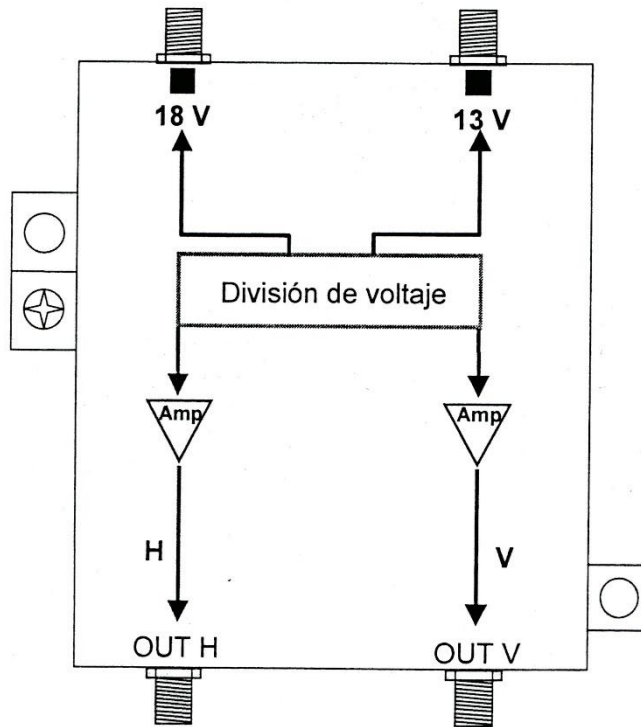 18 V 13 V
División de voltaje
Amp Amp
H V
OUT H OUT V